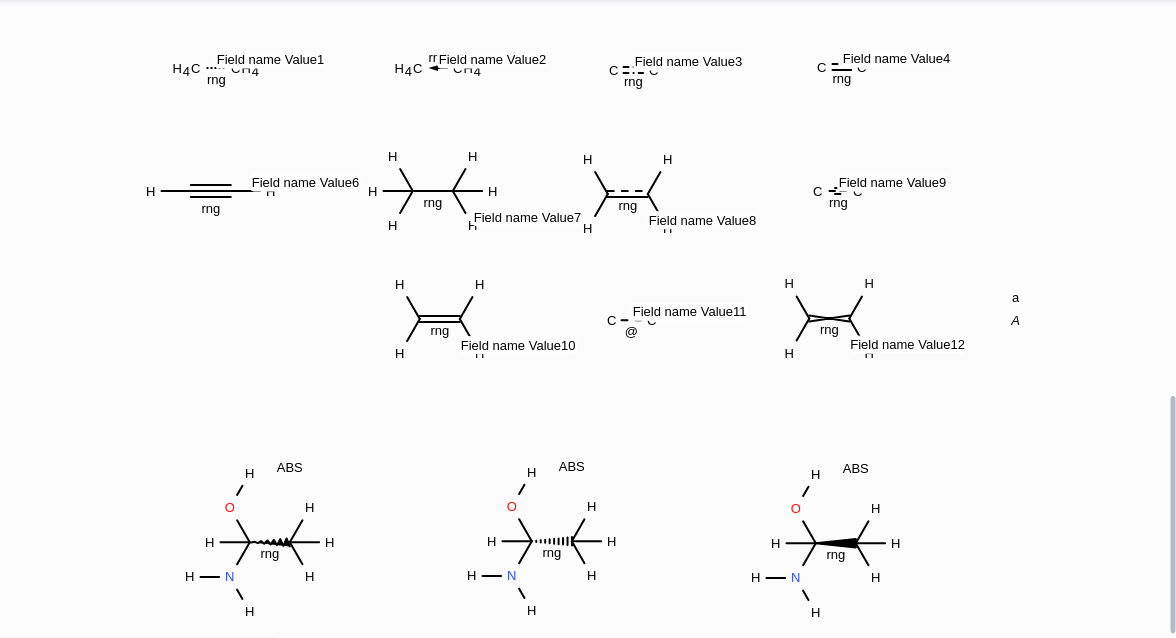 H4C CH4 Field name Value1
rng
H4C CH4 Field name Value2
C C Field name Value3
rng
C C Field name Value4
rng
H H Field name Value6
rng
H H
H H
rng
H H Field name Value7
H H
rng
H H Field name Value8
C C Field name Value9
rng
H H
rng
H H Field name Value10
C C Field name Value11
@
H H
rng
H H Field name Value12
a
A
H ABS
O H
H H
rng
H N H
H
H ABS
O H
H H
rng
H N H
H
H ABS
O H
H H
rng
H N H
H